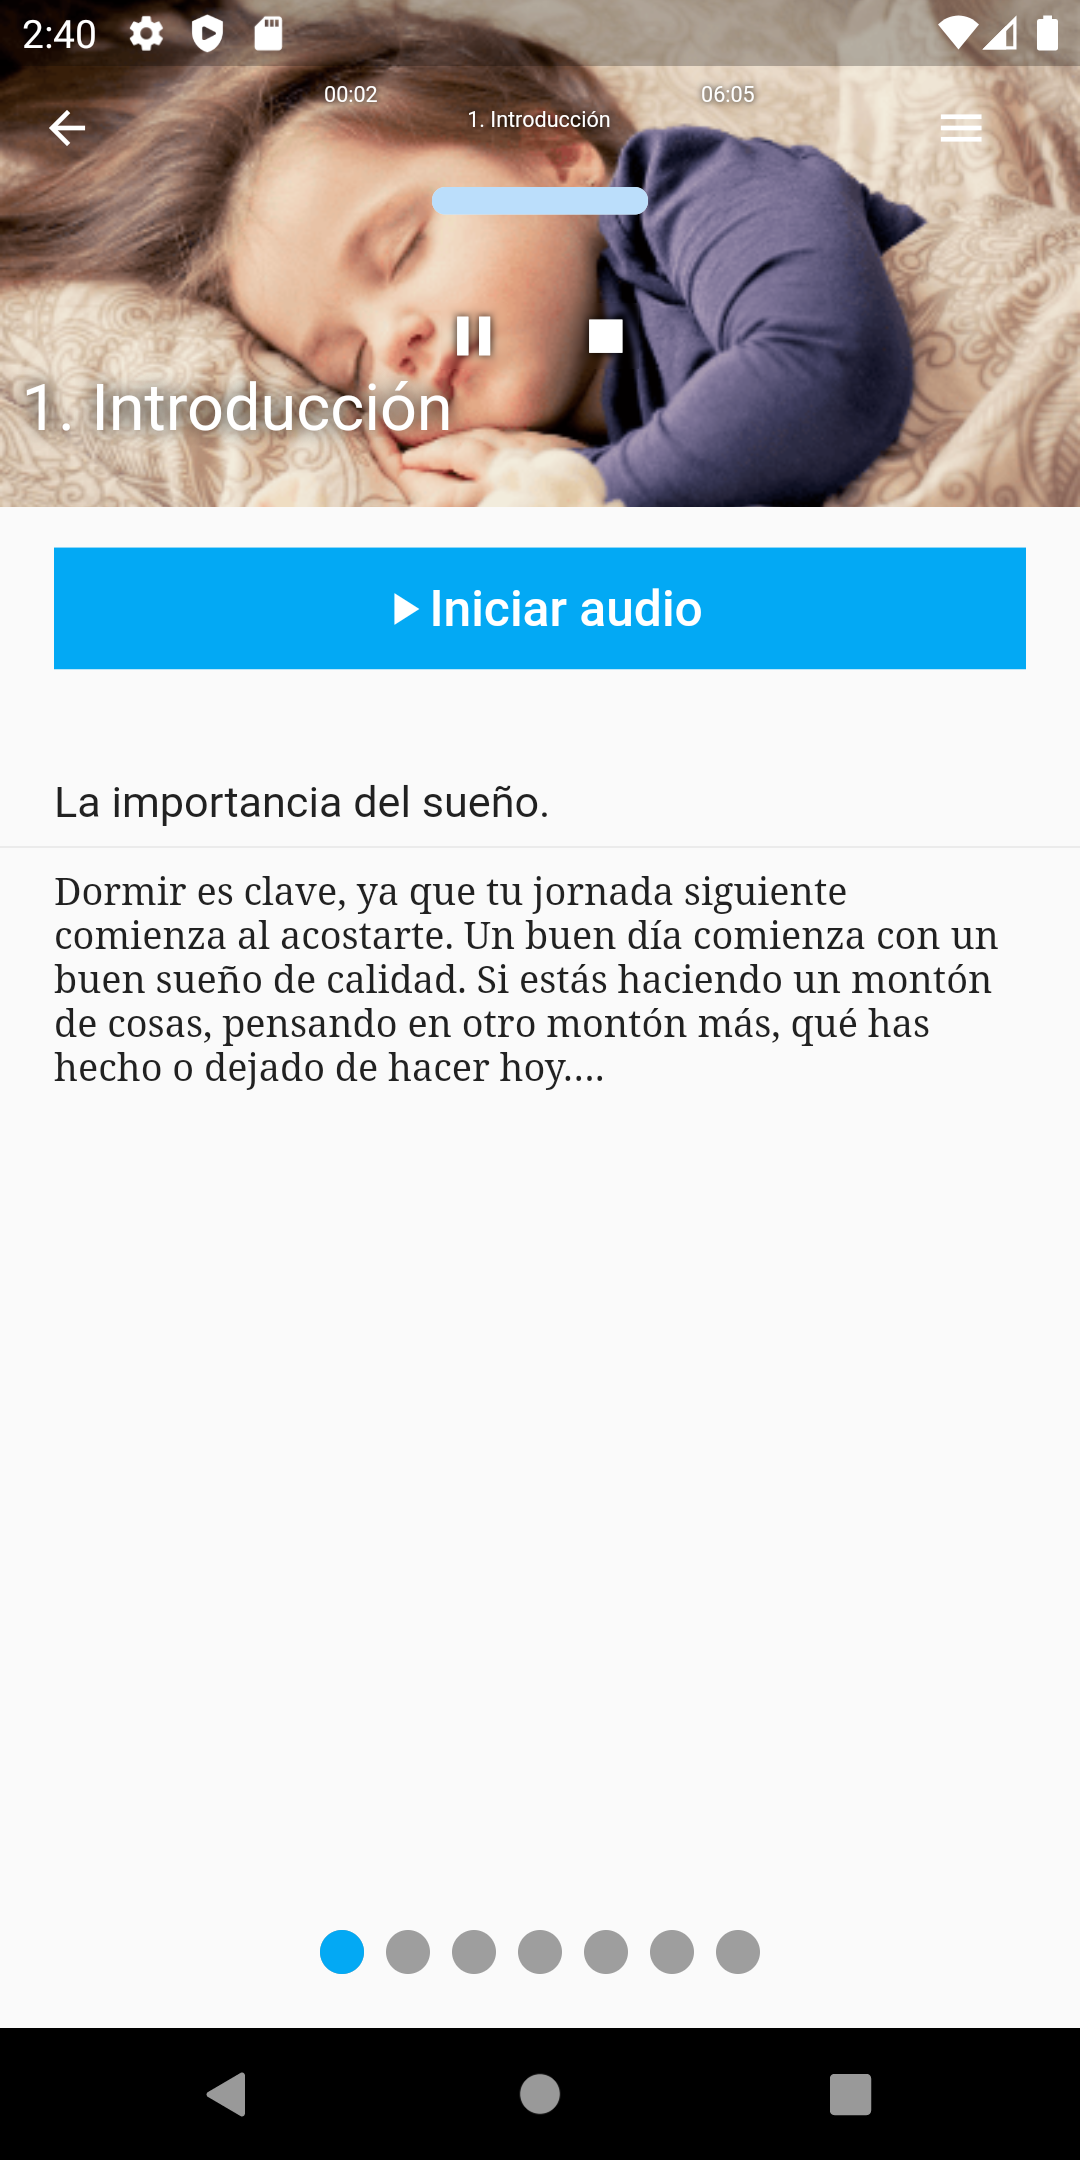 2:40
00:02
06:05
1. Introducción
1. Introducción
Iniciar audio
La importancia del sueño.
Dormir es clave, ya que tu jornada siguiente
comienza al acostarte. Un buen día comienza con un
buen sueño de calidad. Si estás haciendo un montón
de cosas, pensando en otro montón más, qué has
hecho o dejado de hacer hoy....